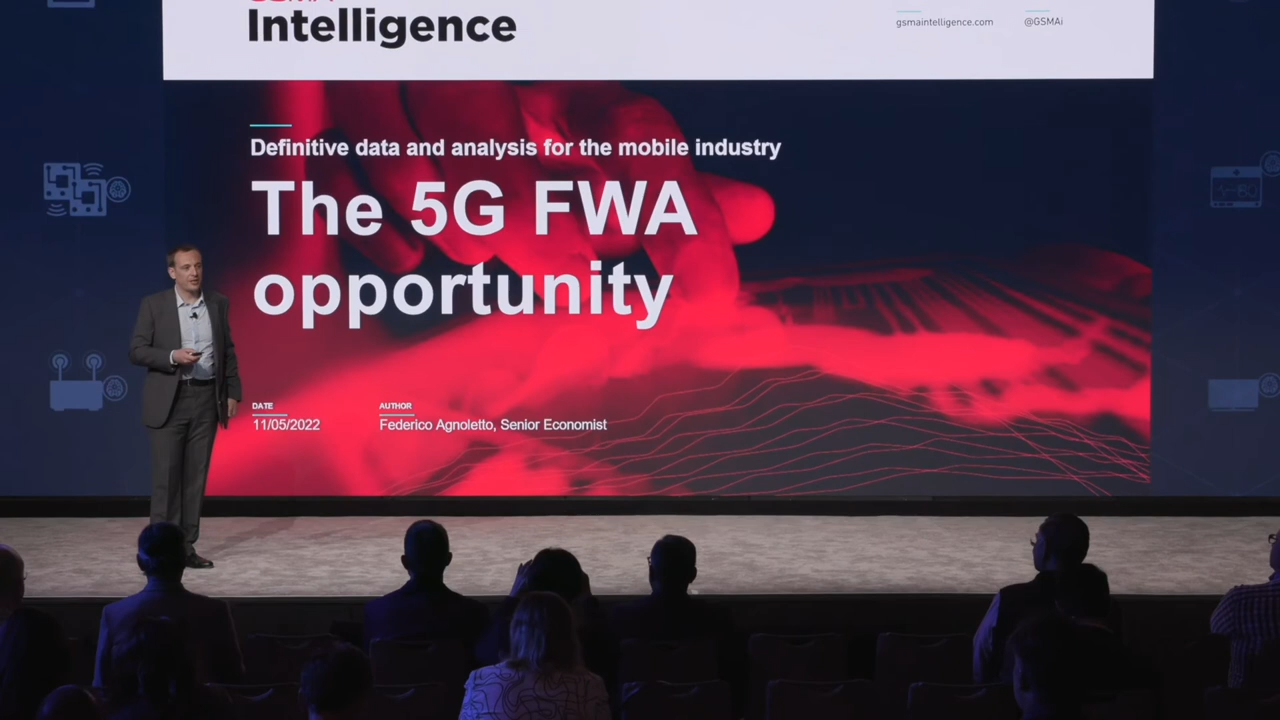 Intelligence
gsmaintelligence.com @GSMAi
Definitive data and analysis for the mobile industry
The 5G FWA
opportunity
DATE AUTHOR
11/05/2022 Federico Agnoletto, Senior Economist